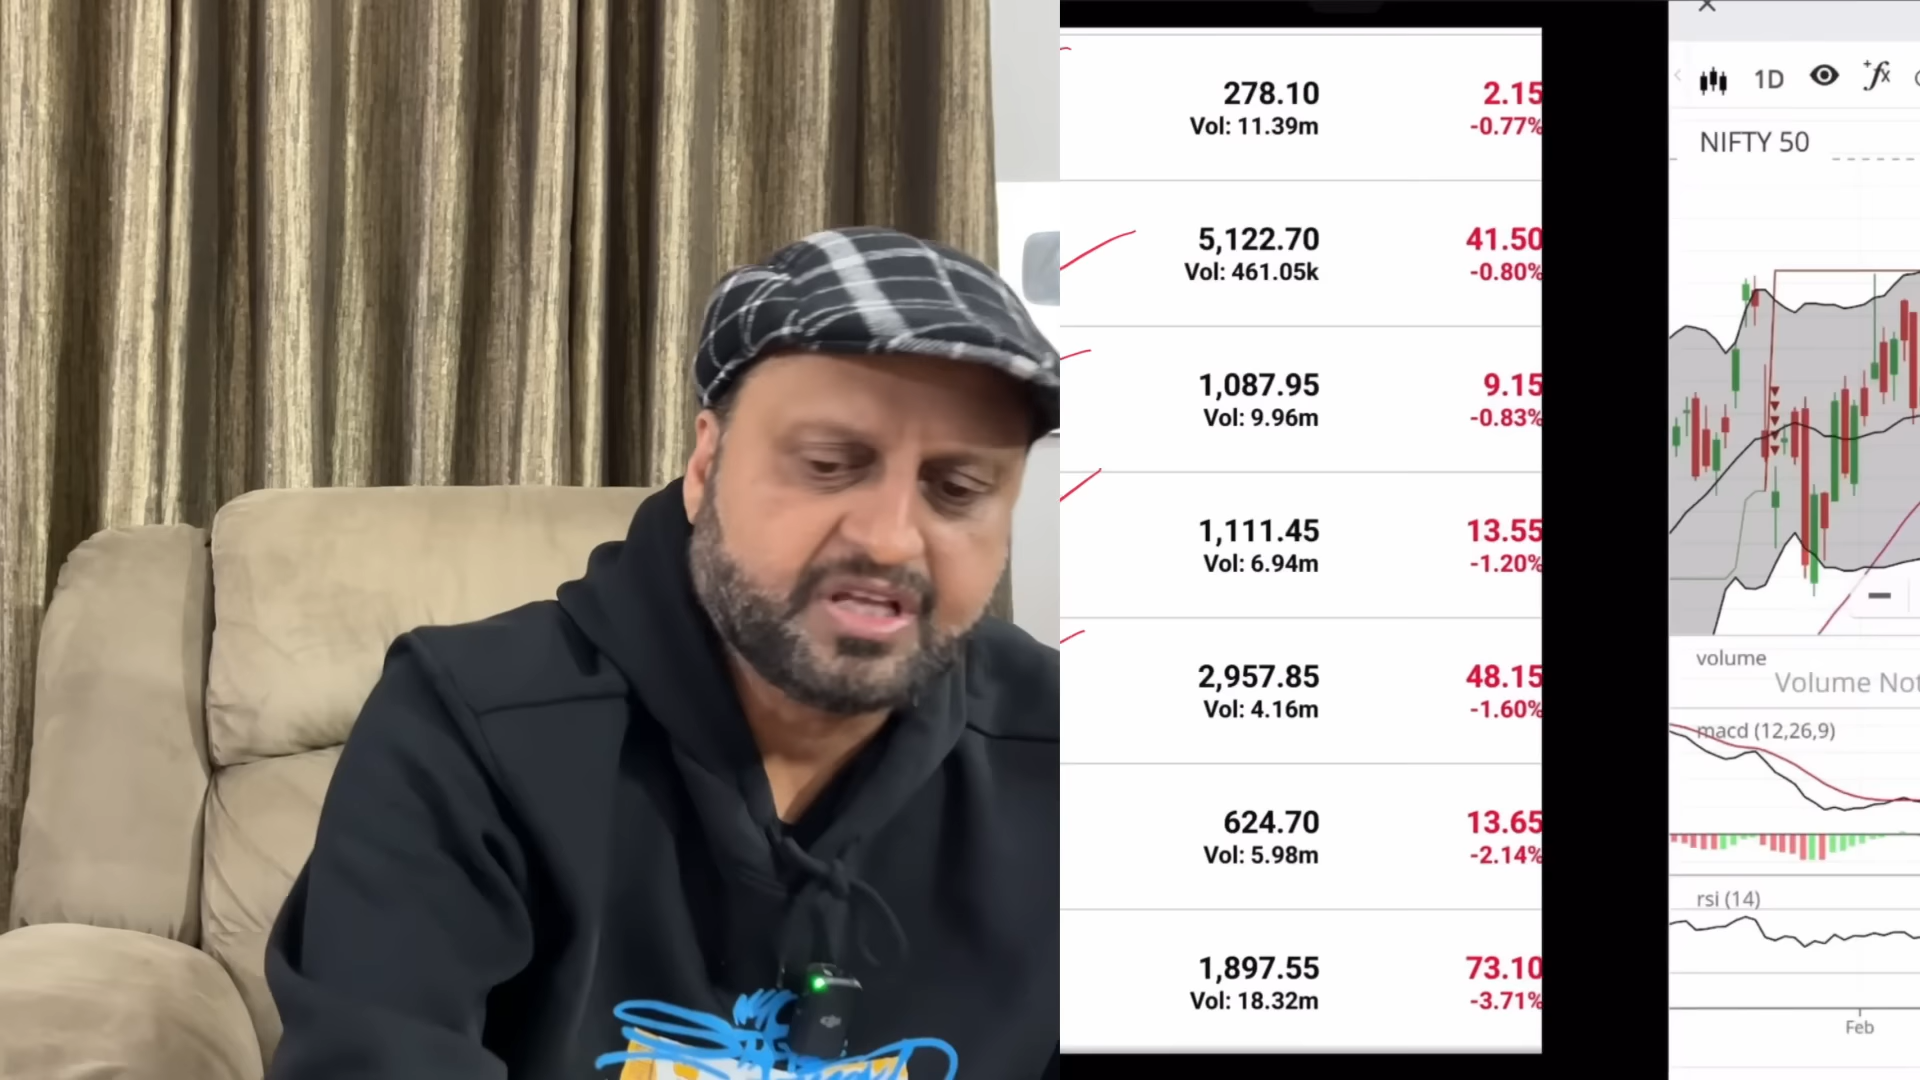 278.10 2.15
Vol: 11.39m -0.77%
5,122.70 41.50
Vol: 461.05k -0.80%
1,087.95 9.15
Vol: 9.96m -0.83%
1,111.45 13.55
Vol: 6.94m -1.20%
2,957.85 48.15
Vol: 4.16m -1.60%
624.70 13.65
Vol: 5.98m -2.14%
1,897.55 73.10
Vol: 18.32m -3.71%
1D
NIFTY 50
volume
Volume Not
macd (12,26,9)
rsi (14)
Feb